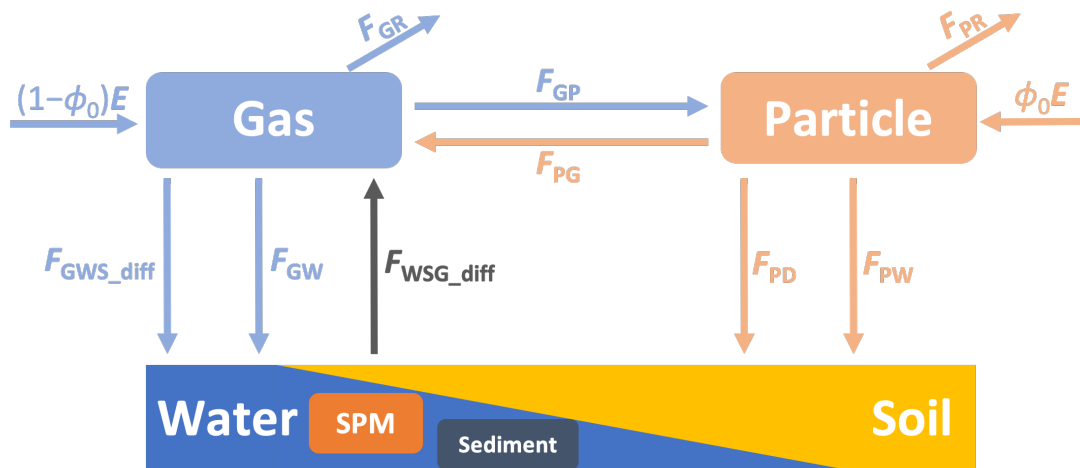 F_GR
F_PR
(1−ϕ₀)E
Gas
F_GP
Particle
ϕ₀E
F_PG
F_GWS_diff
F_GW
F_WSG_diff
F_PD
F_PW
Water
SPM
Sediment
Soil